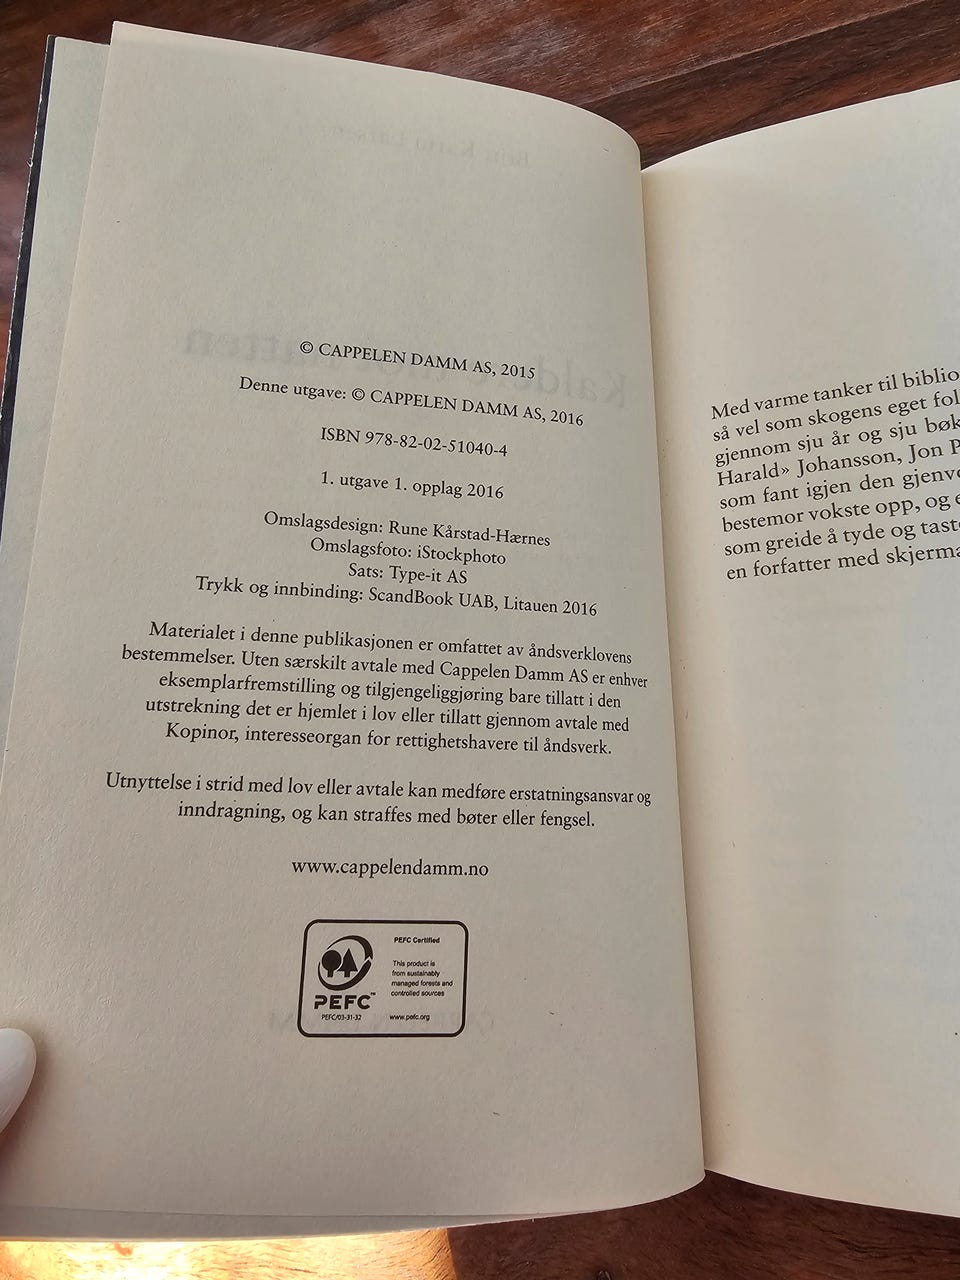 © CAPPELEN DAMM AS, 2015
Denne utgave: © CAPPELEN DAMM AS, 2016
ISBN 978-82-02-51040-4
1. utgave 1. opplag 2016
Omslagsdesign: Rune Kårstad-Hærnes
Omslagsfoto: iStockphoto
Sats: Type-it AS
Trykk og innbinding: ScandBook UAB, Litauen 2016
Materialet i denne publikasjonen er omfattet av åndsverklovens
bestemmelser. Uten særskilt avtale med Cappelen Damm AS er enhver
eksemplarfremstilling og tilgjengeliggjøring bare tillatt i den
utstrekning det er hjemlet i lov eller tillatt gjennom avtale med
Kopinor, interesseorgan for rettighetshavere til åndsverk.
Utnyttelse i strid med lov eller avtale kan medføre erstatningsansvar og
inndragning, og kan straffes med bøter eller fengsel.
www.cappelendamm.no
PEFC™
PEFC/03-31-32
PEFC Certified
This product is
from sustainably
managed forests and
controlled sources
www.pefc.org
Med varme tanker til biblio
så vel som skogens eget fol
gjennom sju år og sju bøk
Harald» Johansson, Jon P
som fant igjen den gjenv
bestemor vokste opp, og e
som greide å tyde og tast
en forfatter med skjerma